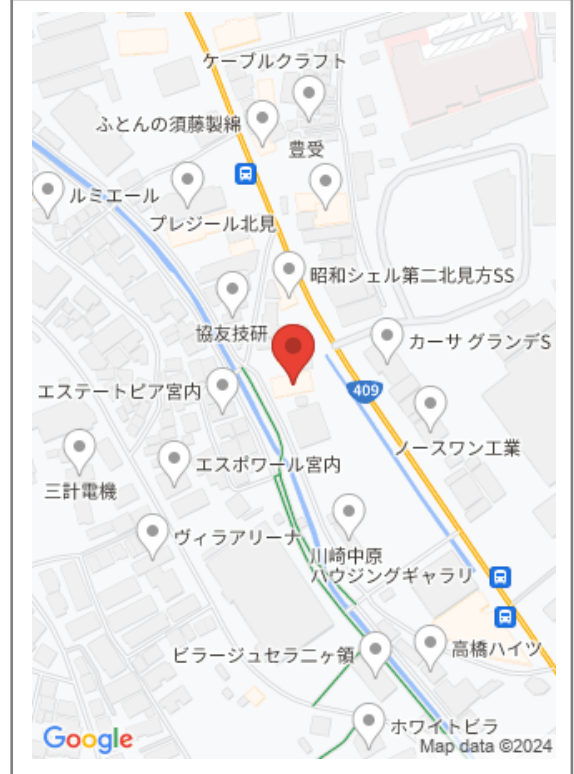 ケーブルクラフト
ふとんの須藤製綿
豊受
ルミエール
プレジール北見
昭和シェル第二北見方SS
協友技研
カーサ グランデS
エステートピア宮内
409
ノースワン工業
エスポワール宮内
三計電機
ヴィラアリーナ
川崎中原
ハウジングギャラリ
高橋ハイツ
ビラージュセラニヶ領
ホワイトビラ
Google
Map data ©2024